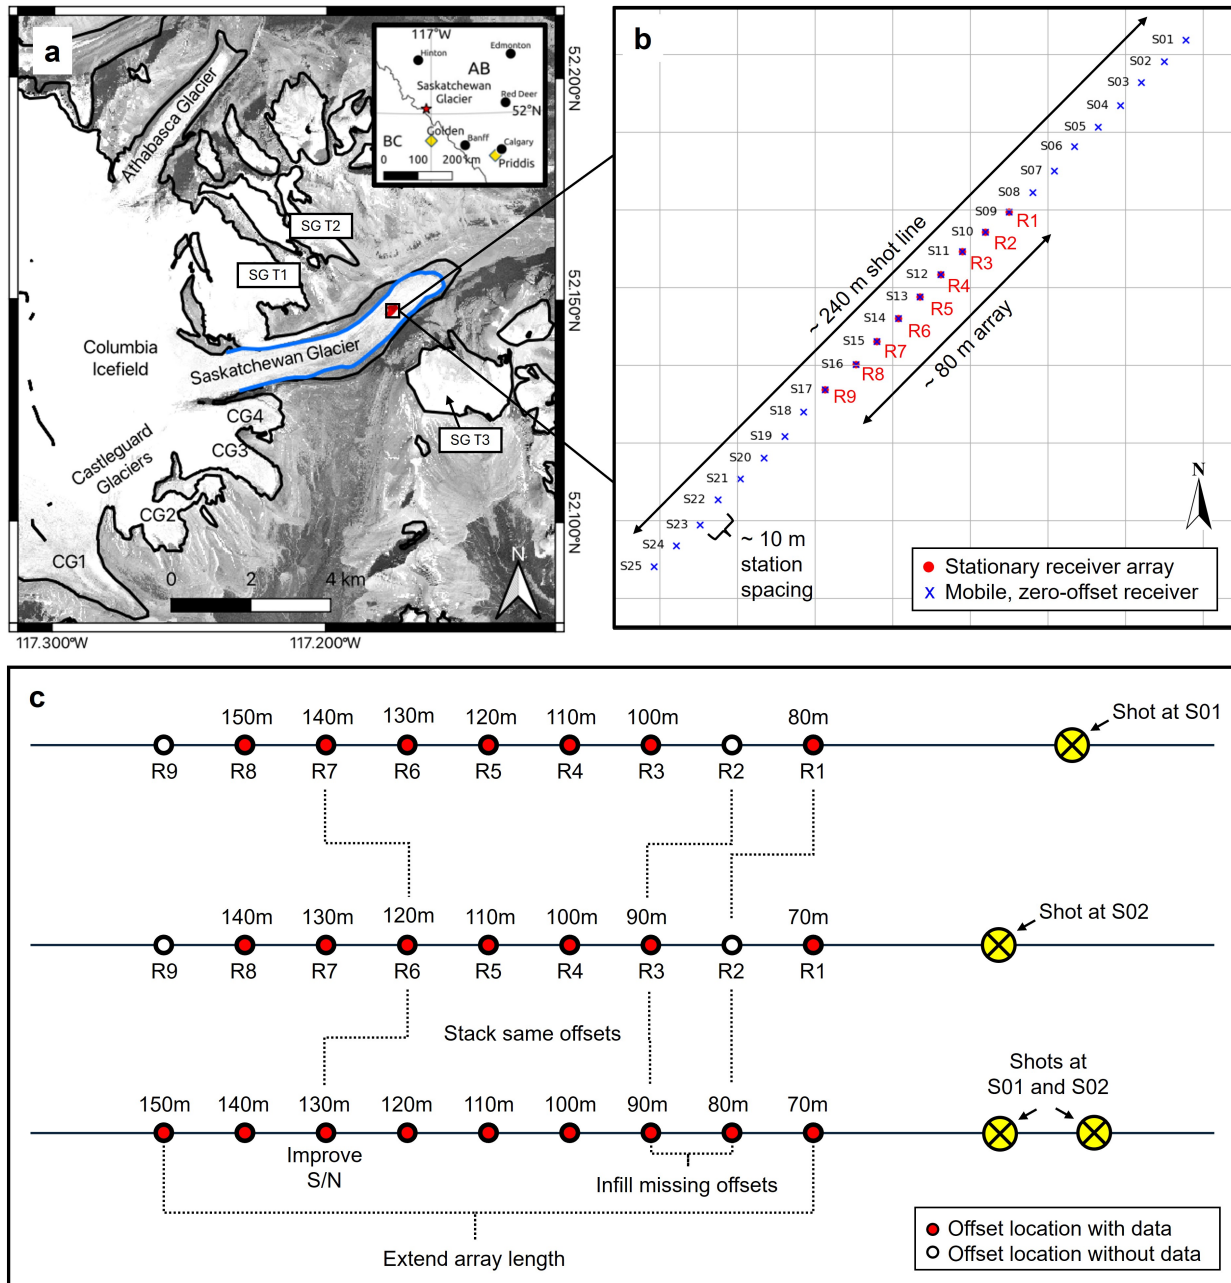 a
117°W
Hinton
Edmonton
AB
Saskatchewan
Glacier
Red Deer
52°N
BC
Golden
Banff
Calgary
Priddis
0 100 200 km
52.200°N
52.150°N
52.100°N
Athabasca Glacier
SG T2
SG T1
Columbia
Icefield
Saskatchewan Glacier
CG4
CG3
Castleguard
Glaciers
CG2
CG1
SG T3
0 2 4 km
N
117.300°W
117.200°W
b
S01
S02
S03
S04
S05
S06
S07
S08
S09 R1
S10 R2
S11 R3
S12 R4
S13 R5
S14 R6
S15 R7
S16 R8
S17 R9
S18
S19
S20
S21
S22
S23
S24
S25
~ 240 m shot line
~ 80 m array
~ 10 m
station
spacing
N
Stationary receiver array
Mobile, zero-offset receiver
c
150m 140m 130m 120m 110m 100m 80m
Shot at S01
R9 R8 R7 R6 R5 R4 R3 R2 R1
140m 130m 120m 110m 100m 90m 70m
Shot at S02
R9 R8 R7 R6 R5 R4 R3 R2 R1
Stack same offsets
Shots at
S01 and S02
150m 140m 130m 120m 110m 100m 90m 80m 70m
Improve
S/N
Infill missing offsets
Extend array length
Offset location with data
Offset location without data